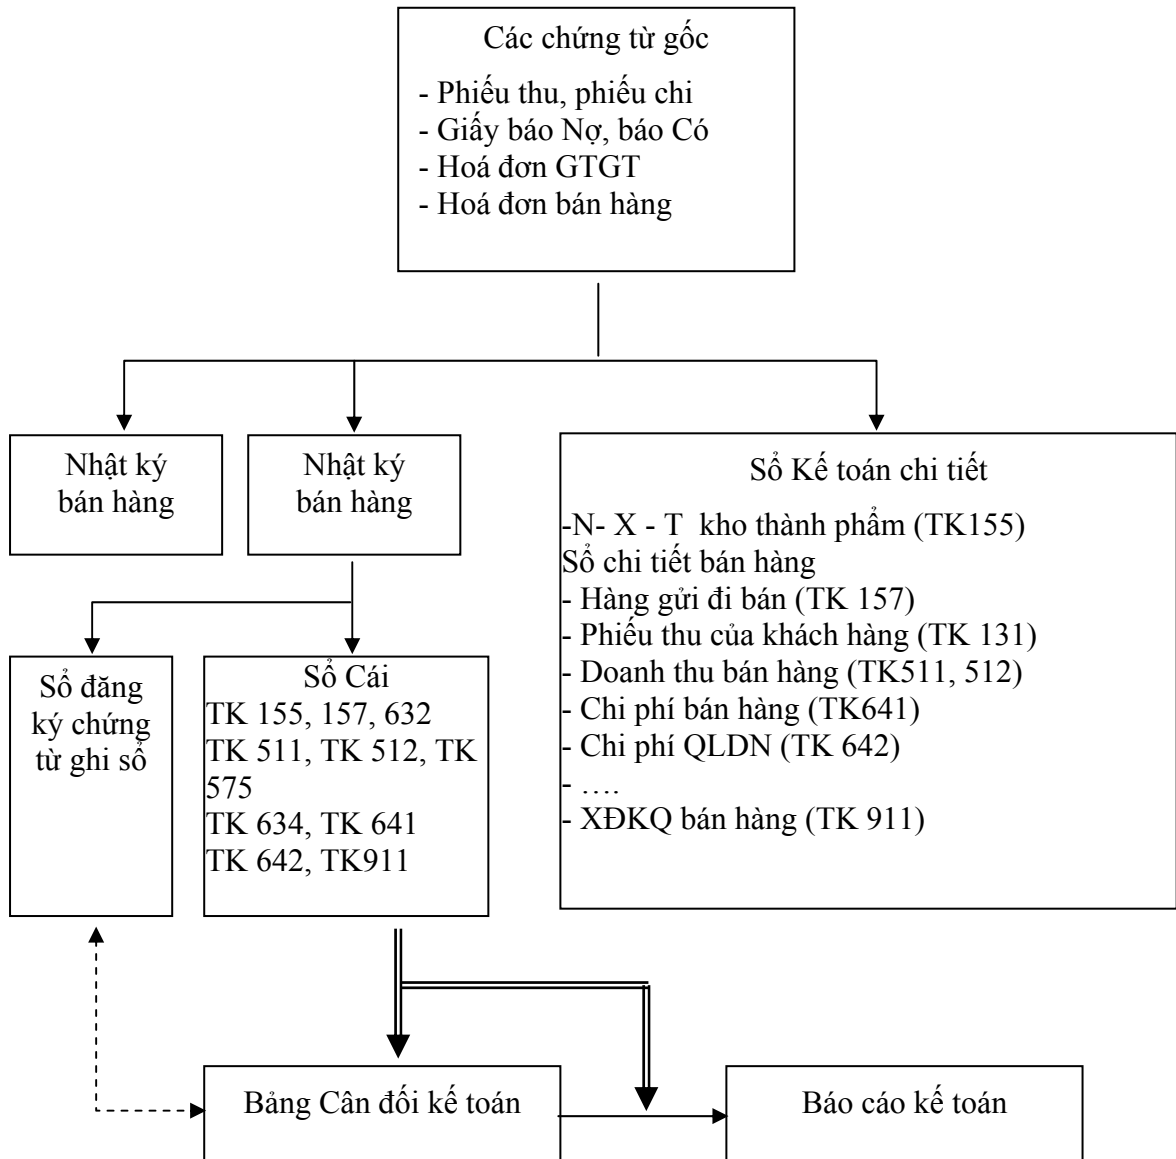 Các chứng từ gốc
- Phiếu thu, phiếu chi
- Giấy báo Nợ, báo Có
- Hoá đơn GTGT
- Hoá đơn bán hàng
Nhật ký
bán hàng
Nhật ký
bán hàng
Sổ Kế toán chi tiết
-N- X - T kho thành phẩm (TK155)
Sổ chi tiết bán hàng
- Hàng gửi đi bán (TK 157)
- Phiếu thu của khách hàng (TK 131)
- Doanh thu bán hàng (TK511, 512)
- Chi phí bán hàng (TK641)
- Chi phí QLDN (TK 642)
- ….
- XĐKQ bán hàng (TK 911)
Sổ đăng
ký chứng
từ ghi sổ
Sổ Cái
TK 155, 157, 632
TK 511, TK 512, TK
575
TK 634, TK 641
TK 642, TK911
Bảng Cân đối kế toán
Báo cáo kế toán